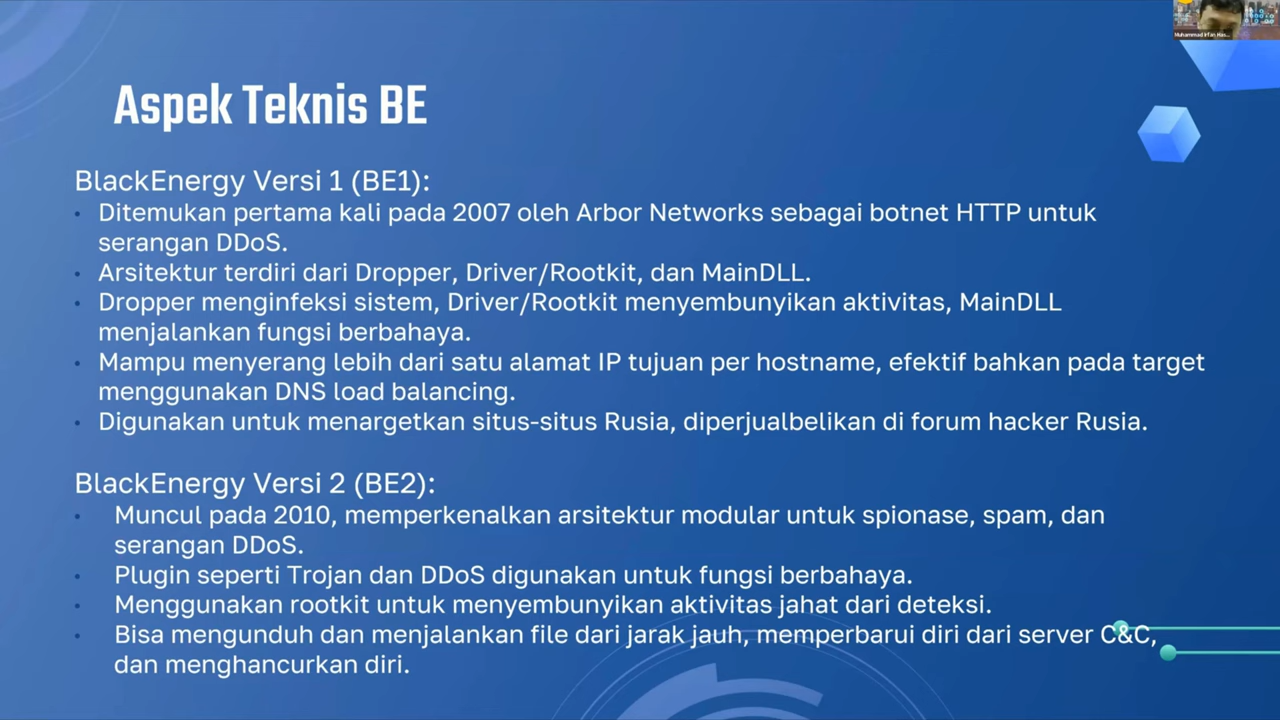 Muhammad Irfan Has...
Aspek Teknis BE
BlackEnergy Versi 1 (BE1):
• Ditemukan pertama kali pada 2007 oleh Arbor Networks sebagai botnet HTTP untuk
serangan DDoS.
• Arsitektur terdiri dari Dropper, Driver/Rootkit, dan MainDLL.
• Dropper menginfeksi sistem, Driver/Rootkit menyembunyikan aktivitas, MainDLL
menjalankan fungsi berbahaya.
• Mampu menyerang lebih dari satu alamat IP tujuan per hostname, efektif bahkan pada target
menggunakan DNS load balancing.
• Digunakan untuk menargetkan situs-situs Rusia, diperjualbelikan di forum hacker Rusia.
BlackEnergy Versi 2 (BE2):
• Muncul pada 2010, memperkenalkan arsitektur modular untuk spionase, spam, dan
serangan DDoS.
• Plugin seperti Trojan dan DDoS digunakan untuk fungsi berbahaya.
• Menggunakan rootkit untuk menyembunyikan aktivitas jahat dari deteksi.
• Bisa mengunduh dan menjalankan file dari jarak jauh, memperbarui diri dari server C&C,
dan menghancurkan diri.